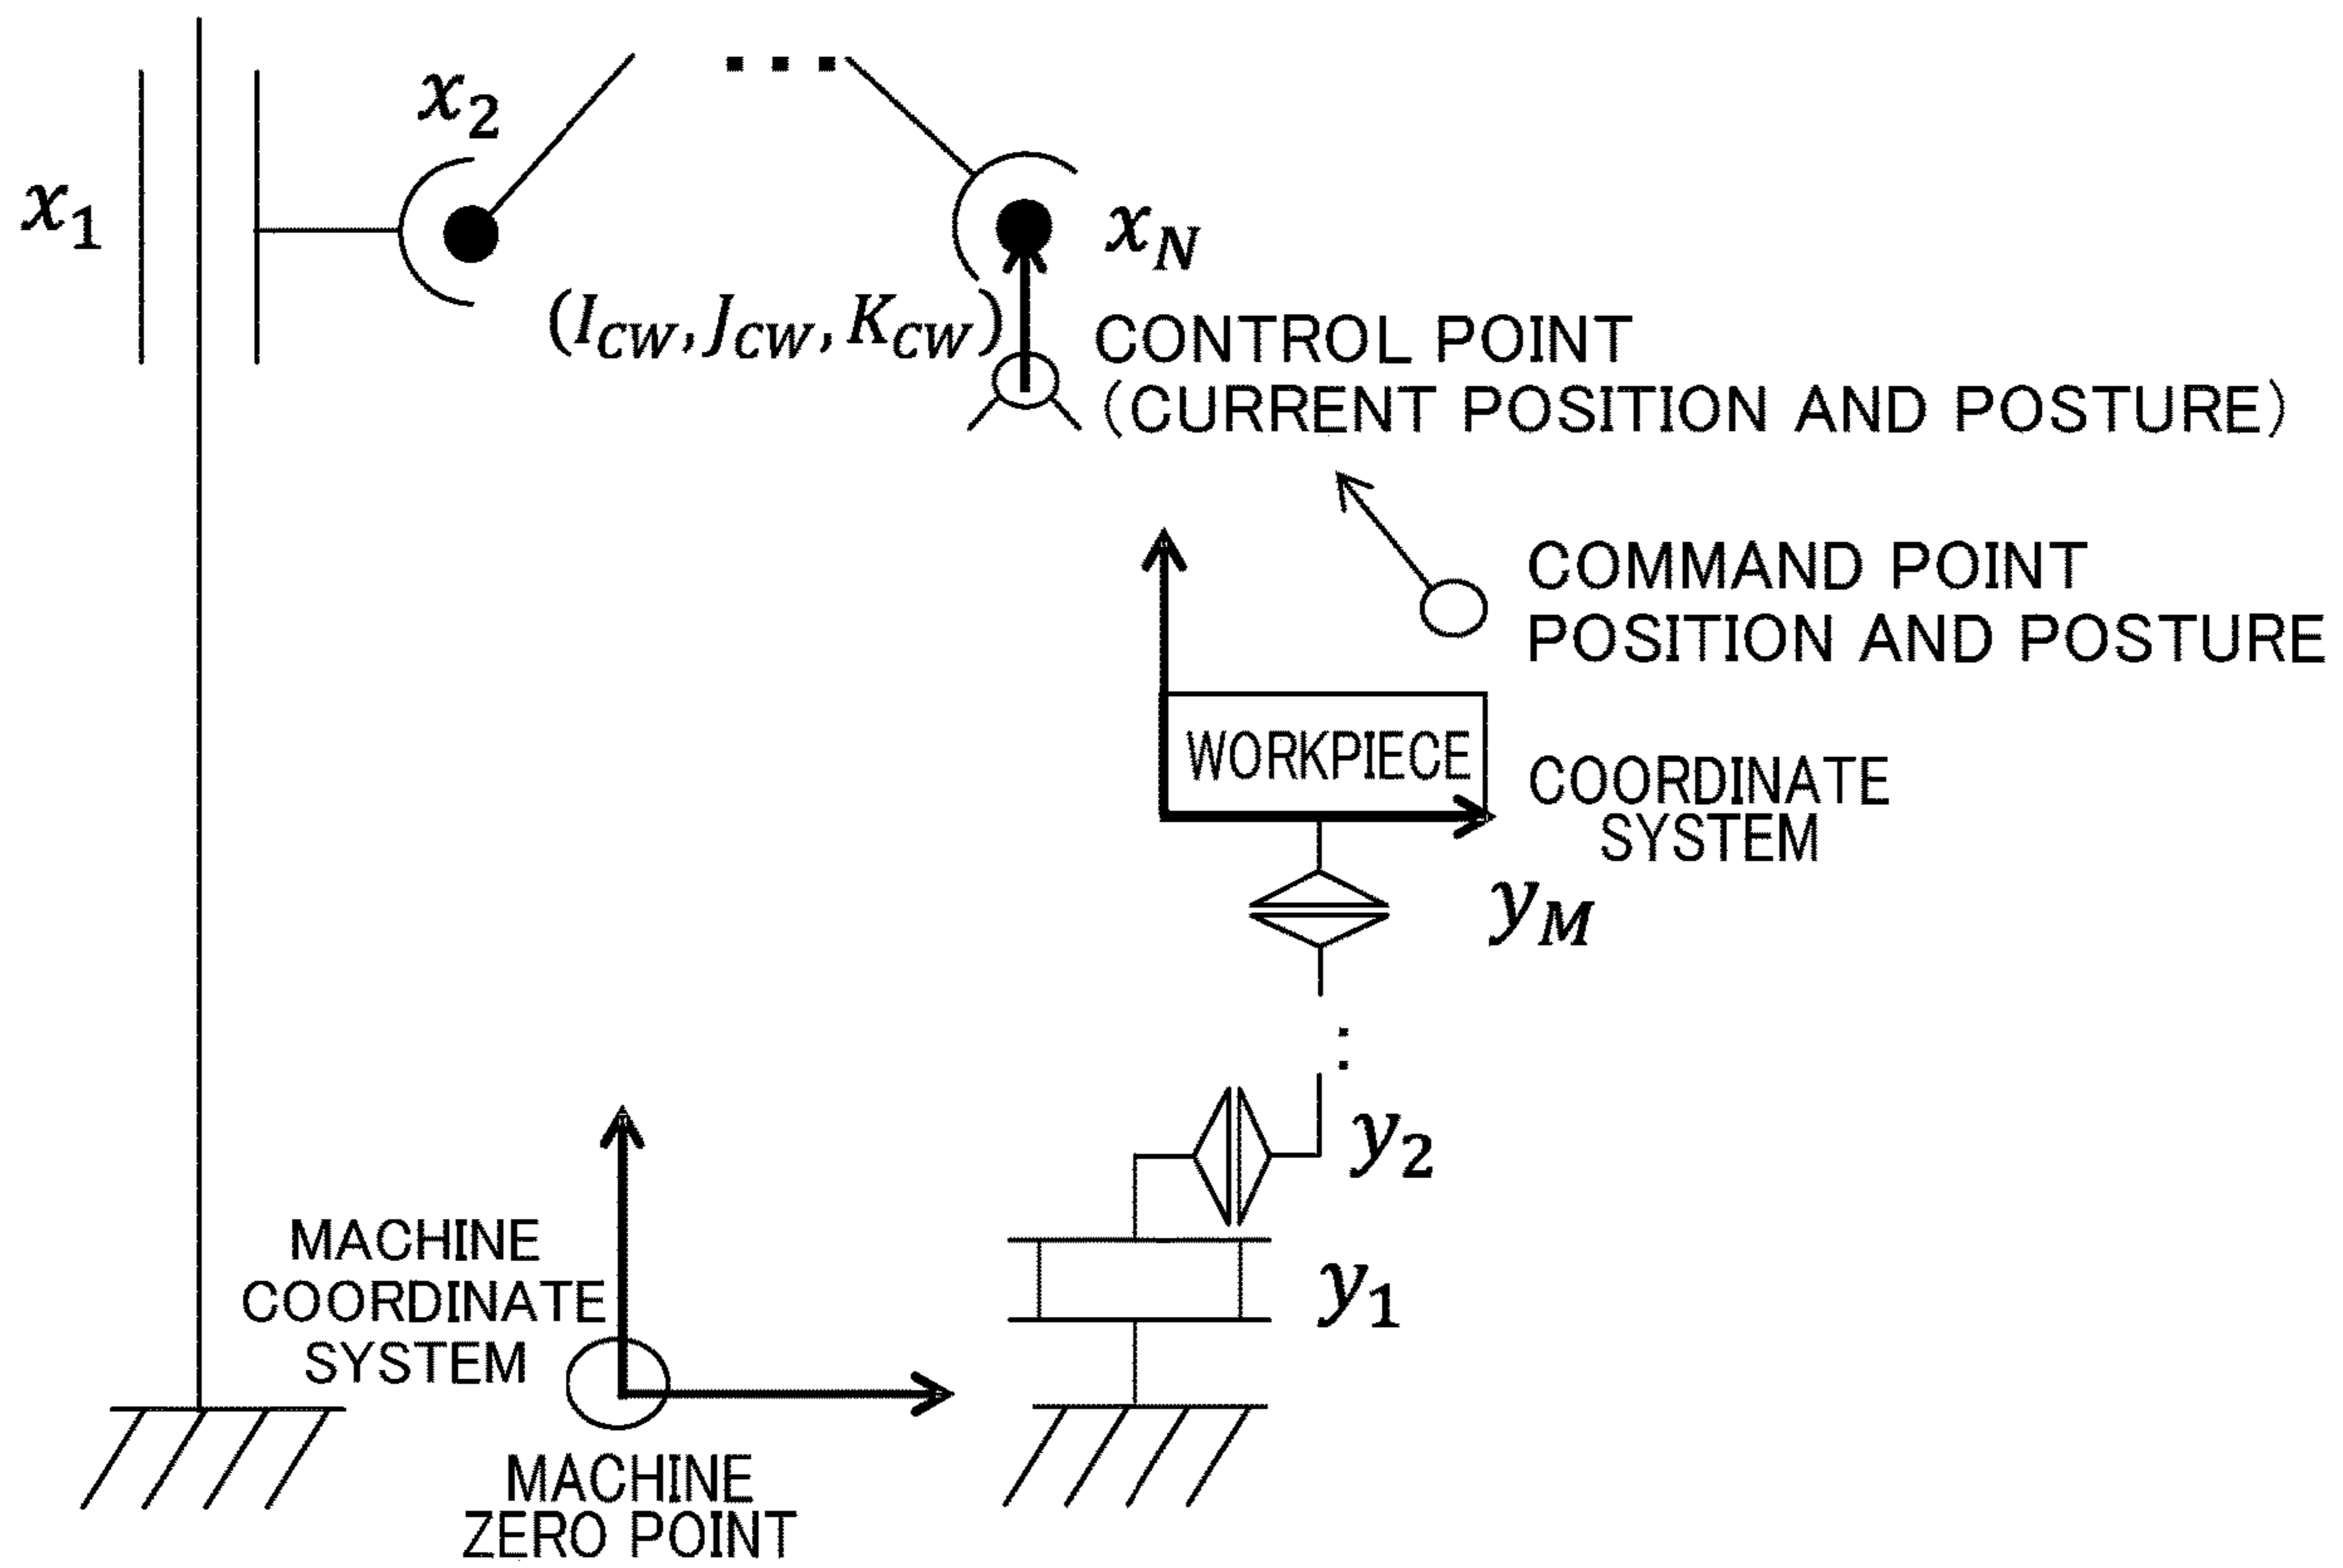 x₂
x₁
x_N
(I_CW, J_CW, K_CW)
CONTROL POINT
(CURRENT POSITION AND POSTURE)
COMMAND POINT
POSITION AND POSTURE
WORKPIECE
COORDINATE
SYSTEM
y_M
y₂
y₁
MACHINE
COORDINATE
SYSTEM
MACHINE
ZERO POINT